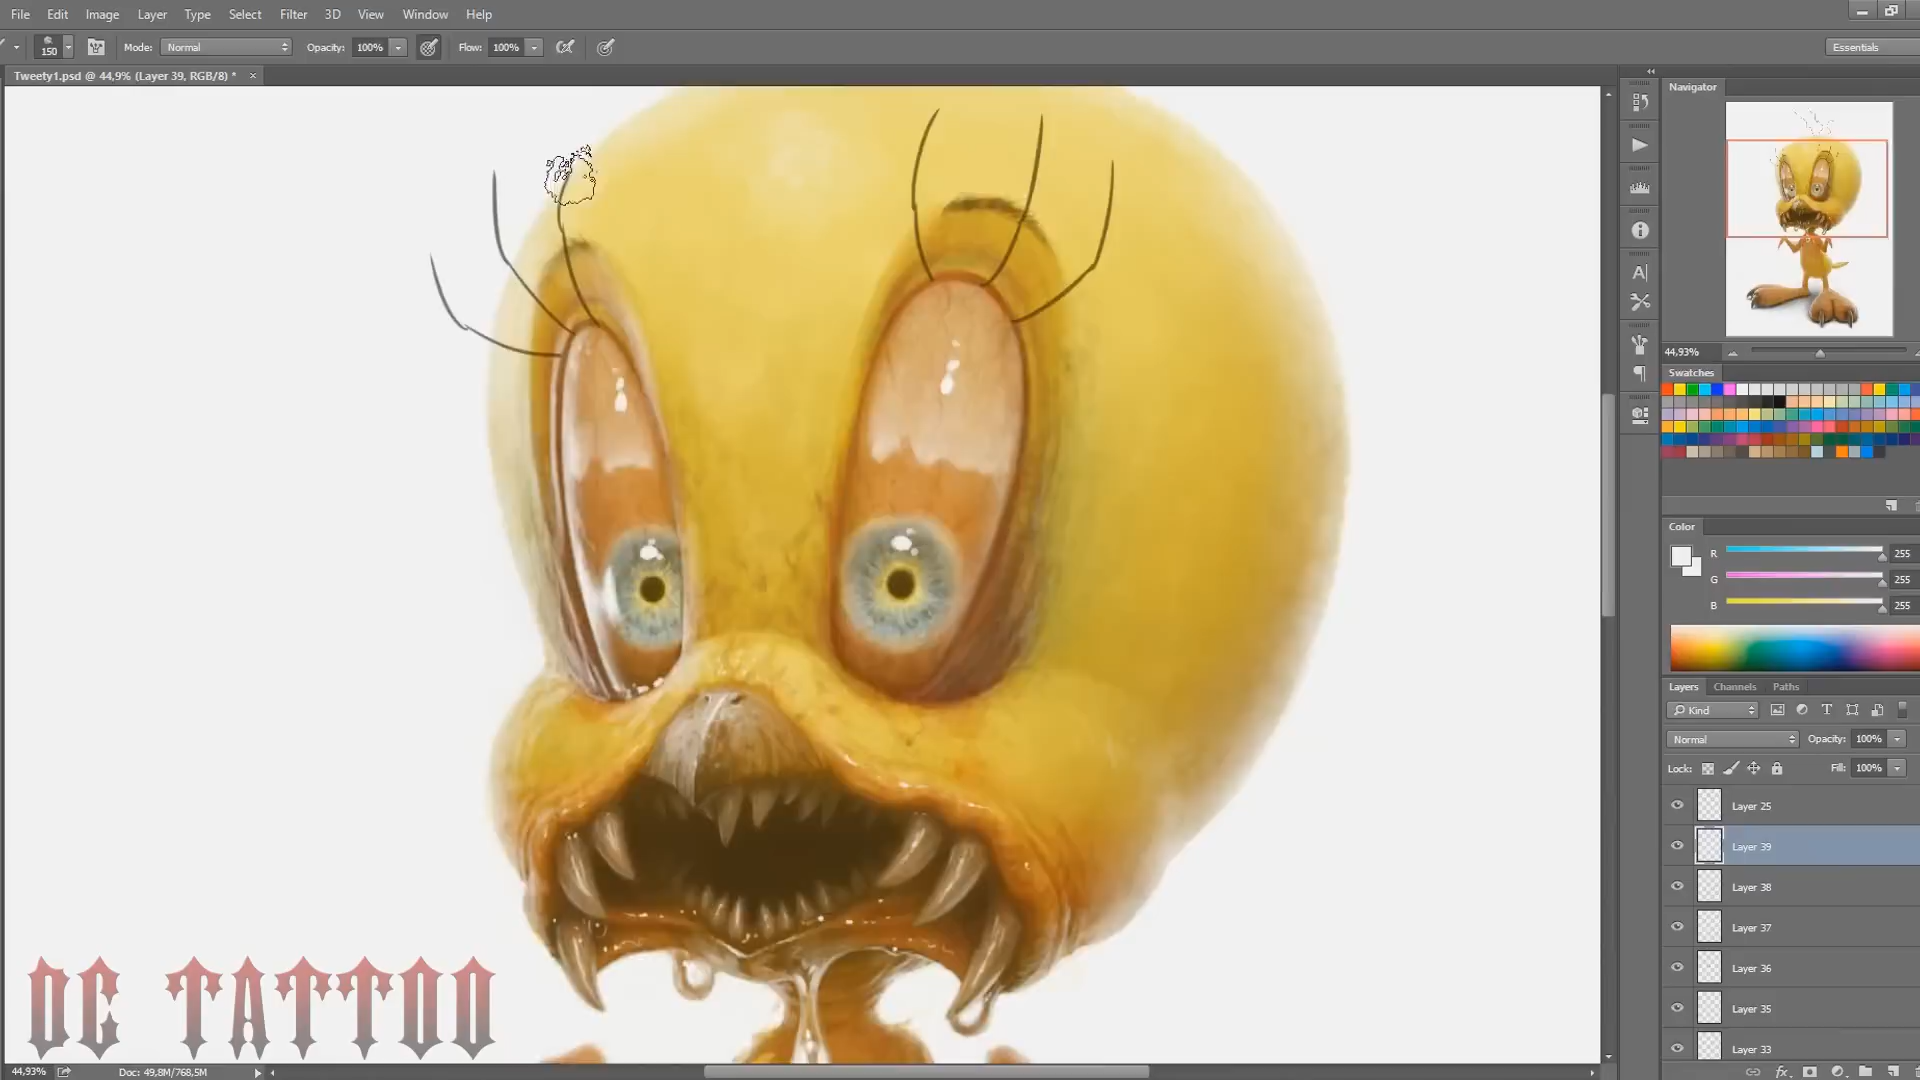 File Edit Image Layer Type Select Filter 3D View Window Help
150 Mode: Normal Opacity: 100% Flow: 100% Essentials
Tweety1.psd @ 44,9% (Layer 39, RGB/8) * ×
Navigator
44,93%
Swatches
Color
R 255
G 255
B 255
Layers Channels Paths
Kind
Normal Opacity: 100%
Lock: Fill: 100%
Layer 25
Layer 39
Layer 38
Layer 37
Layer 36
Layer 35
Layer 33
DC TATTOO
44,93% Doc: 49,8M/768,5M